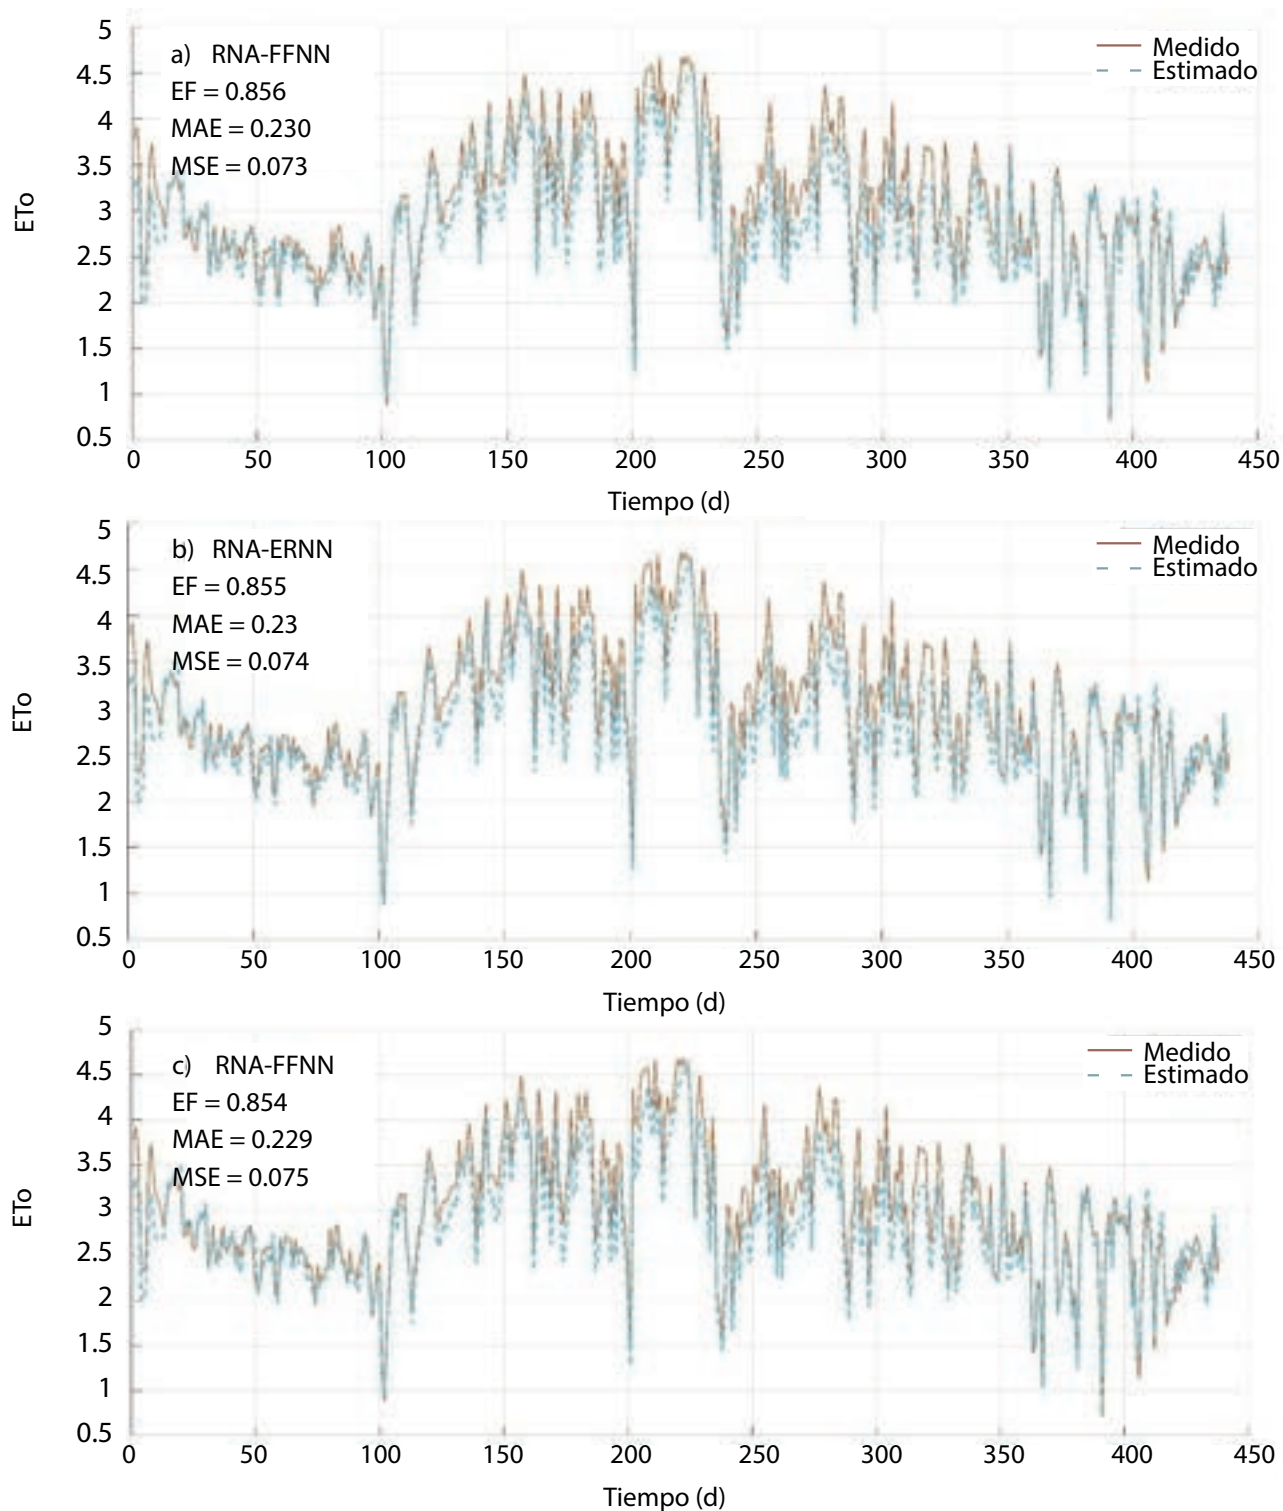 a) RNA-FFNN
EF = 0.856
MAE = 0.230
MSE = 0.073
Medido
Estimado
5
4.5
4
3.5
3
2.5
2
1.5
1
0.5
ETo
0 50 100 150 200 250 300 350 400 450
Tiempo (d)
b) RNA-ERNN
EF = 0.855
MAE = 0.23
MSE = 0.074
Medido
Estimado
5
4.5
4
3.5
3
2.5
2
1.5
1
0.5
ETo
0 50 100 150 200 250 300 350 400 450
Tiempo (d)
c) RNA-FFNN
EF = 0.854
MAE = 0.229
MSE = 0.075
Medido
Estimado
5
4.5
4
3.5
3
2.5
2
1.5
1
0.5
ETo
0 50 100 150 200 250 300 350 400 450
Tiempo (d)